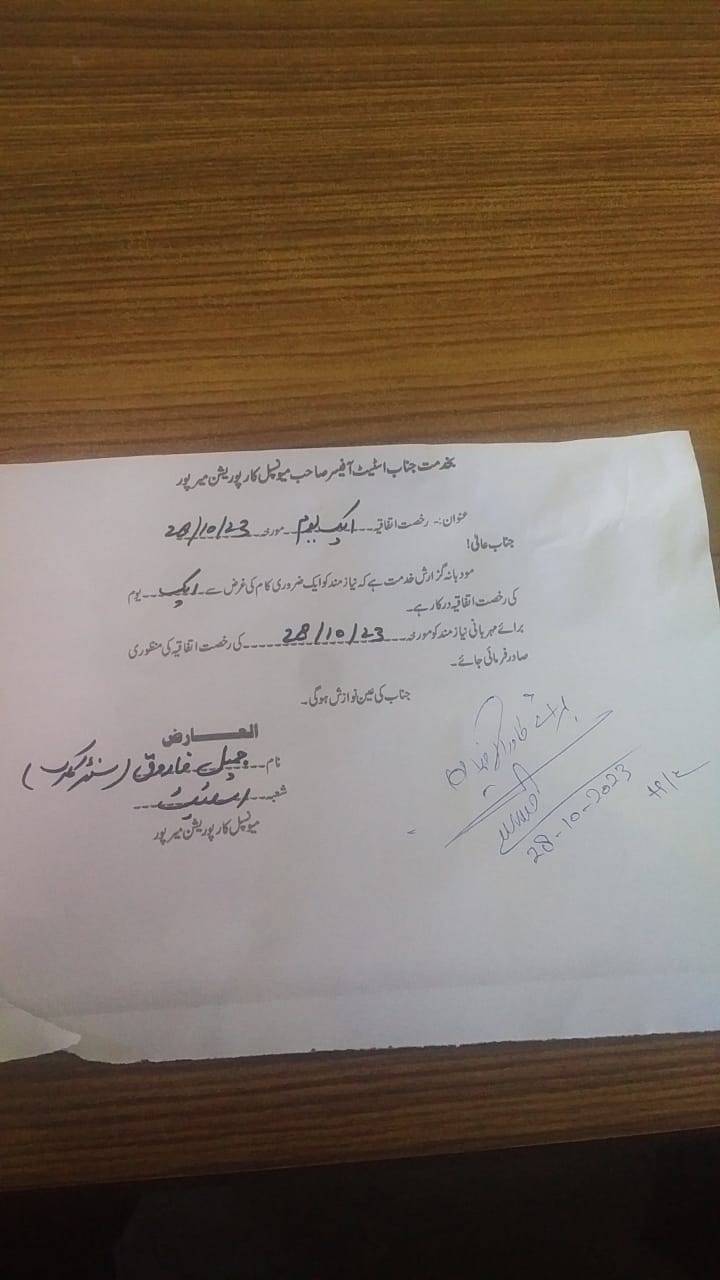 بخدمت جناب اسٹیٹ آفیسر صاحب میونسپل کارپوریشن میرپور
عنوان:۔ رخصت اتفاقیہ ایک یوم مورخہ 28/10/23
جناب عالی!
مودبانہ گزارش خدمت ہے کہ نیاز مند کو ایک ضروری کام کی غرض سے ایک یوم
کی رخصت اتفاقیہ درکار ہے۔
برائے مہربانی نیاز مند کو مورخہ 28/10/23 کی رخصت اتفاقیہ کی منظوری
صادر فرمائی جائے۔
جناب کی عین نوازش ہوگی۔
العارض
نام جمیل فاروق (سینئر کلرک)
شعبہ اسٹیٹ
میونسپل کارپوریشن میرپور
28-10-2023